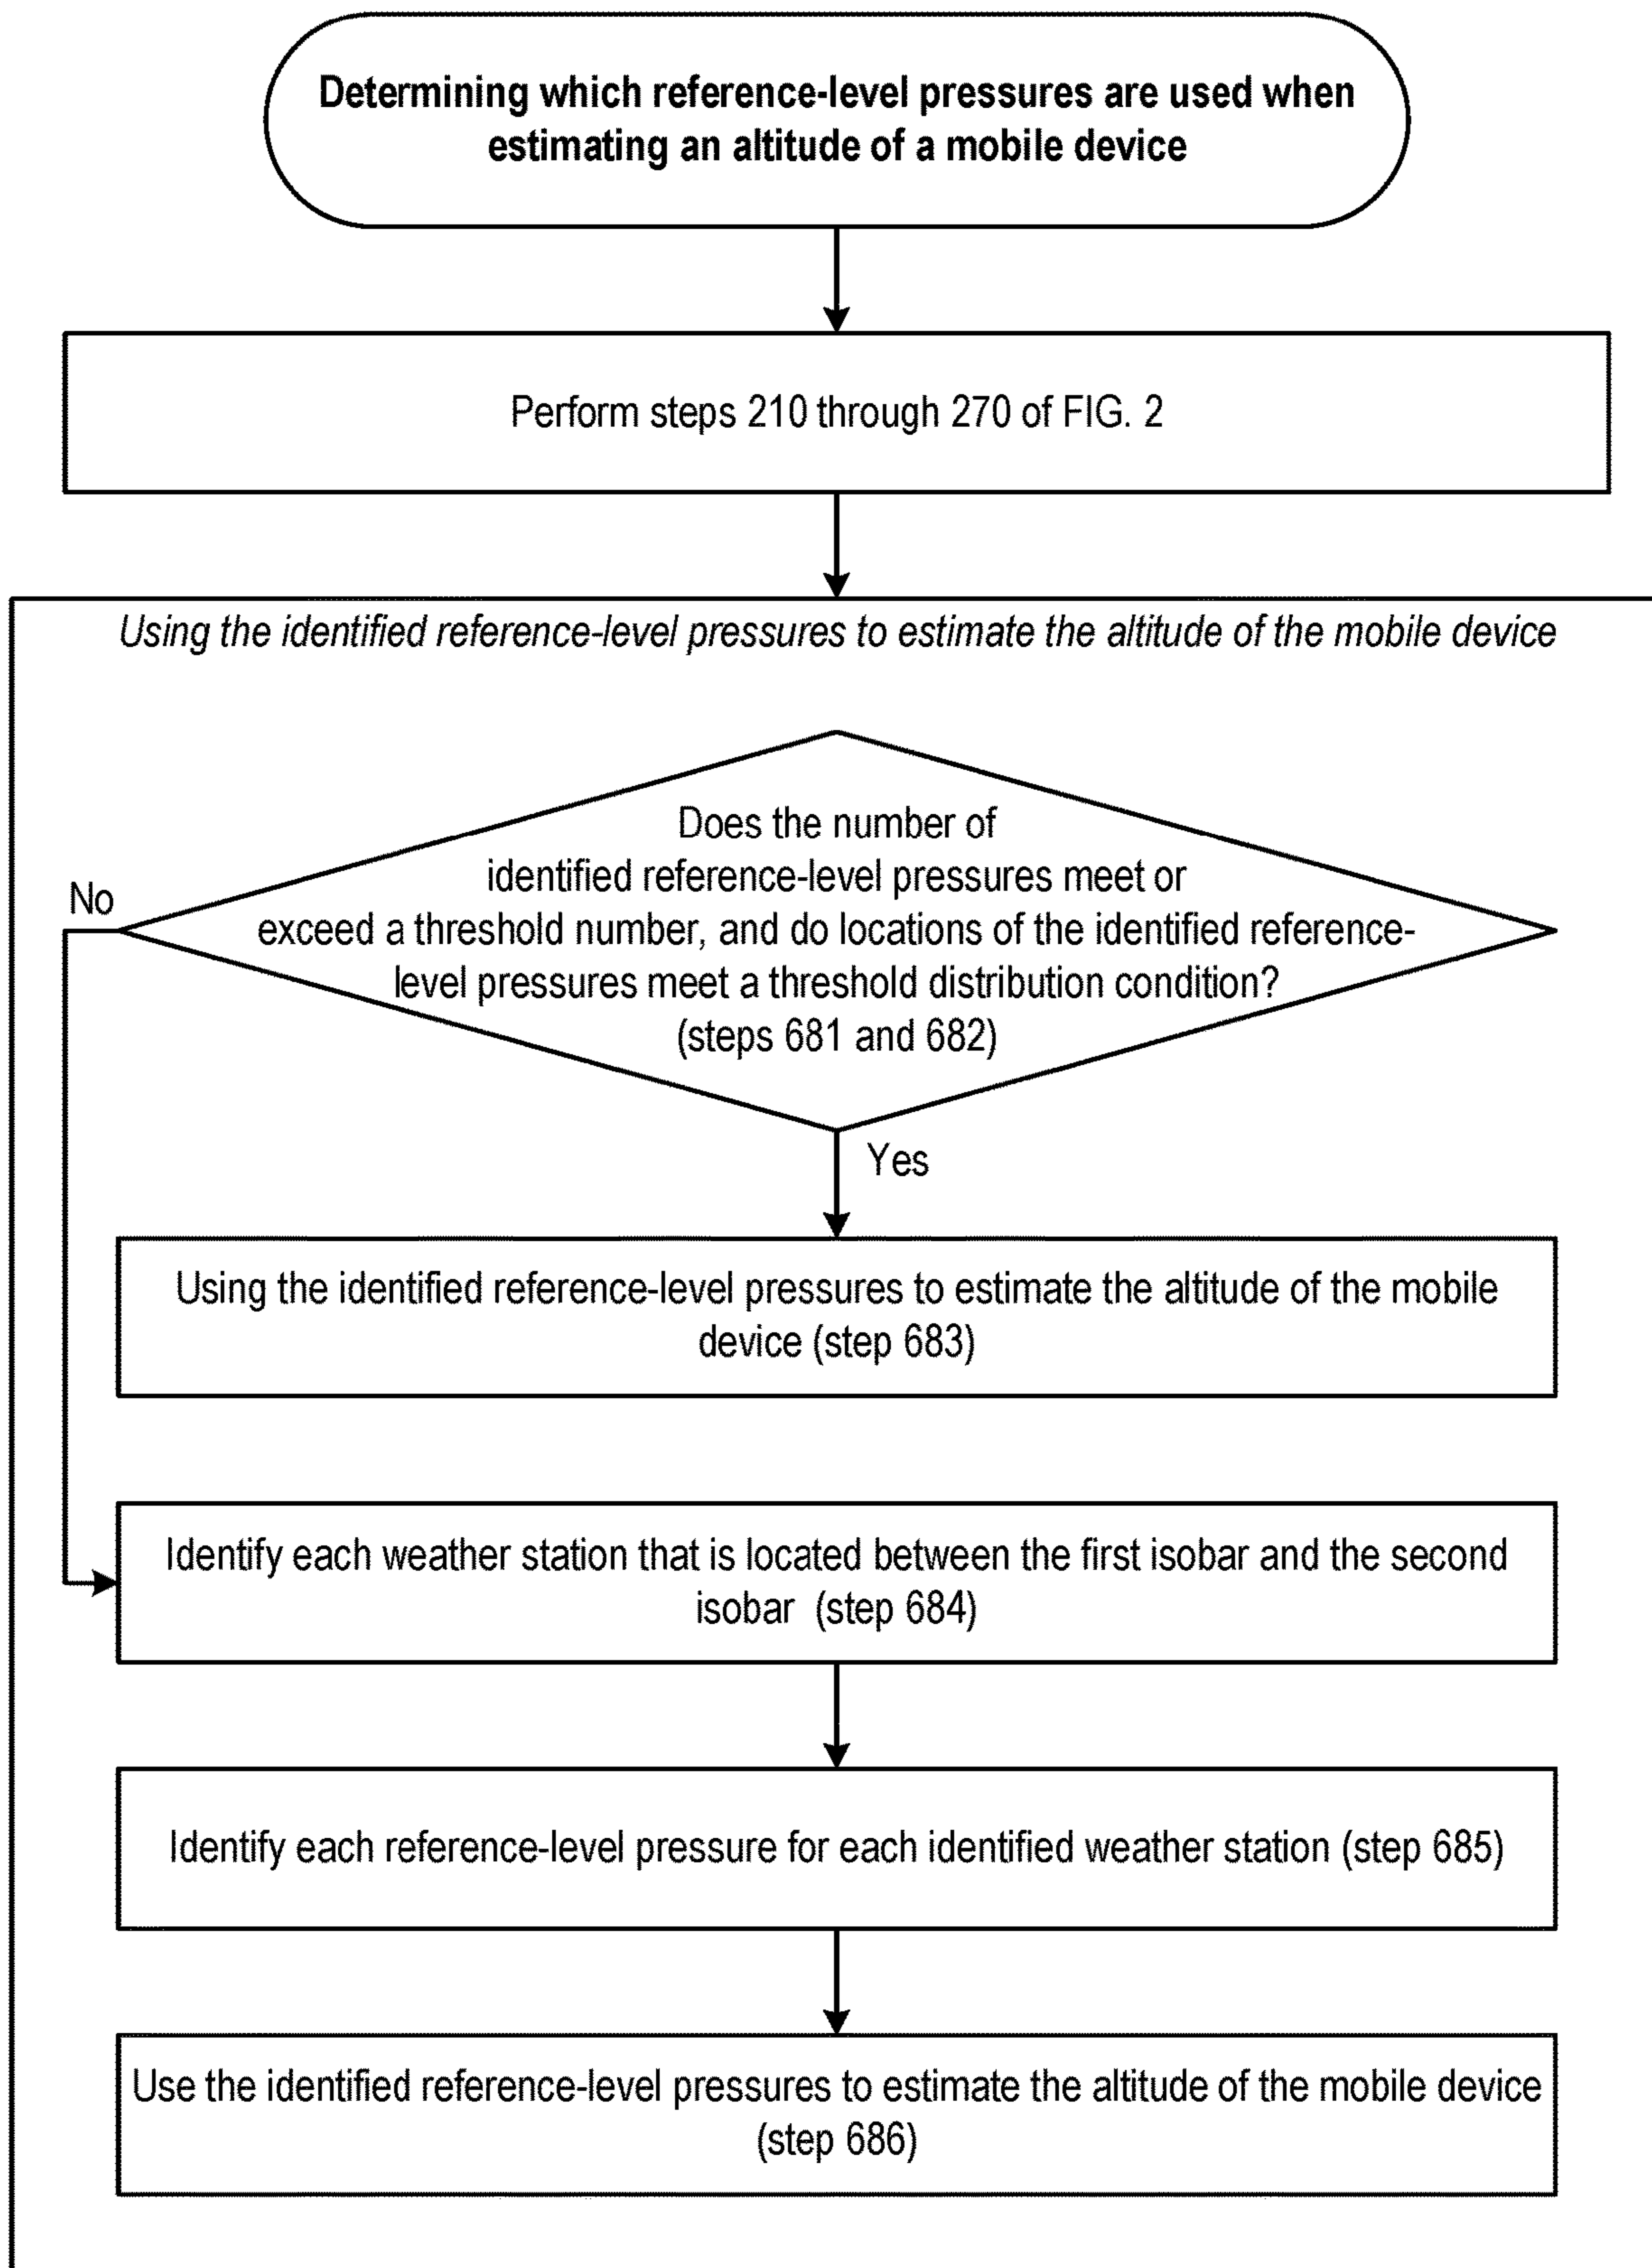 Determining which reference-level pressures are used when
estimating an altitude of a mobile device
Perform steps 210 through 270 of FIG. 2
Using the identified reference-level pressures to estimate the altitude of the mobile device
Does the number of
identified reference-level pressures meet or
exceed a threshold number, and do locations of the identified reference-
level pressures meet a threshold distribution condition?
(steps 681 and 682)
No
Yes
Using the identified reference-level pressures to estimate the altitude of the mobile
device (step 683)
Identify each weather station that is located between the first isobar and the second
isobar (step 684)
Identify each reference-level pressure for each identified weather station (step 685)
Use the identified reference-level pressures to estimate the altitude of the mobile device
(step 686)